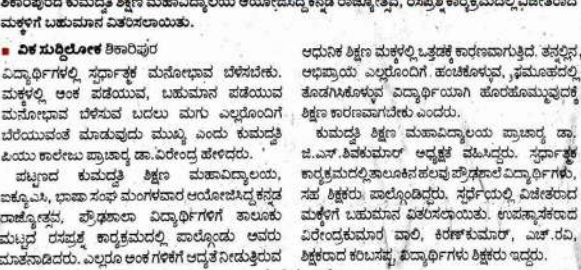 ಶಿಕಾರಿಪುರದ ಕುಮದ್ವತಿ ಶಿಕ್ಷಣ ಮಹಾವಿದ್ಯಾಲಯ ಆಯೋಜಿಸಿದ್ದ ಕನ್ನಡ ರಾಜ್ಯೋತ್ಸವ, ರಸಪ್ರಶ್ನೆ ಕಾರ್ಯಕ್ರಮದಲ್ಲಿ ವಿಜೇತರಾದ
ಮಕ್ಕಳಿಗೆ ಬಹುಮಾನ ವಿತರಿಸಲಾಯಿತು.
■ ವಿಕ ಸುದ್ದಿಲೋಕ ಶಿಕಾರಿಪುರ
ವಿದ್ಯಾರ್ಥಿಗಳಲ್ಲಿ ಸ್ಪರ್ಧಾತ್ಮಕ ಮನೋಭಾವ ಬೆಳೆಸಬೇಕು.
ಮಕ್ಕಳಲ್ಲಿ ಅಂಕ ಪಡೆಯುವ, ಬಹುಮಾನ ಪಡೆಯುವ
ಮನೋಭಾವ ಬೆಳೆಸುವ ಬದಲು ಮಗು ಎಲ್ಲರೊಂದಿಗೆ
ಬೆರೆಯುವಂತೆ ಮಾಡುವುದು ಮುಖ್ಯ ಎಂದು ಕುಮದ್ವತಿ
ಪಿಯು ಕಾಲೇಜು ಪ್ರಾಚಾರ್ಯ ಡಾ.ವೀರೇಂದ್ರ ಹೇಳಿದರು.
ಪಟ್ಟಣದ ಕುಮದ್ವತಿ ಶಿಕ್ಷಣ ಮಹಾವಿದ್ಯಾಲಯ,
ಐಕ್ಯೂಎಸಿ, ಭಾಷಾ ಸಂಘ ಮಂಗಳವಾರ ಆಯೋಜಿಸಿದ್ದ ಕನ್ನಡ
ರಾಜ್ಯೋತ್ಸವ, ಪ್ರೌಢಶಾಲಾ ವಿದ್ಯಾರ್ಥಿಗಳಿಗೆ ತಾಲೂಕು
ಮಟ್ಟದ ರಸಪ್ರಶ್ನೆ ಕಾರ್ಯಕ್ರಮದಲ್ಲಿ ಪಾಲ್ಗೊಂಡು ಅವರು
ಮಾತನಾಡಿದರು. ಎಲ್ಲರೂ ಅಂಕ ಗಳಿಕೆಗೆ ಆದ್ಯತೆ ನೀಡುತ್ತಿರುವ
ಆಧುನಿಕ ಶಿಕ್ಷಣ ಮಕ್ಕಳಲ್ಲಿ ಒತ್ತಡಕ್ಕೆ ಕಾರಣವಾಗುತ್ತಿದೆ. ತನ್ನಲ್ಲಿನ
ಅಭಿಪ್ರಾಯ ಎಲ್ಲರೊಂದಿಗೆ ಹಂಚಿಕೊಳ್ಳುವ, ಸಮೂಹದಲ್ಲಿ
ತೊಡಗಿಸಿಕೊಳ್ಳುವ ವಿದ್ಯಾರ್ಥಿಯಾಗಿ ಹೊರಹೊಮ್ಮುವುದಕ್ಕೆ
ಶಿಕ್ಷಣ ಕಾರಣವಾಗಬೇಕು ಎಂದರು.
ಕುಮದ್ವತಿ ಶಿಕ್ಷಣ ಮಹಾವಿದ್ಯಾಲಯ ಪ್ರಾಚಾರ್ಯ ಡಾ.
ಜಿ.ಎಸ್.ಶಿವಕುಮಾರ್ ಅಧ್ಯಕ್ಷತೆ ವಹಿಸಿದ್ದರು. ಸ್ಪರ್ಧಾತ್ಮಕ
ಕಾರ್ಯಕ್ರಮದಲ್ಲಿ ತಾಲೂಕಿನ ಹಲವು ಪ್ರೌಢಶಾಲೆ ವಿದ್ಯಾರ್ಥಿಗಳು,
ಸಹ ಶಿಕ್ಷಕರು ಪಾಲ್ಗೊಂಡಿದ್ದರು. ಸ್ಪರ್ಧೆಯಲ್ಲಿ ವಿಜೇತರಾದ
ಮಕ್ಕಳಿಗೆ ಬಹುಮಾನ ವಿತರಿಸಲಾಯಿತು. ಉಪನ್ಯಾಸಕರಾದ
ವೀರೇಂದ್ರಕುಮಾರ ವಾಲಿ, ಕಿರಣ್‌ಕುಮಾರ್, ಎಚ್.ರವಿ,
ಶಿಕ್ಷಕರಾದ ಕರಿಬಸಪ್ಪ, ವಿದ್ಯಾರ್ಥಿಗಳು ಶಿಕ್ಷಕರು ಇದ್ದರು.